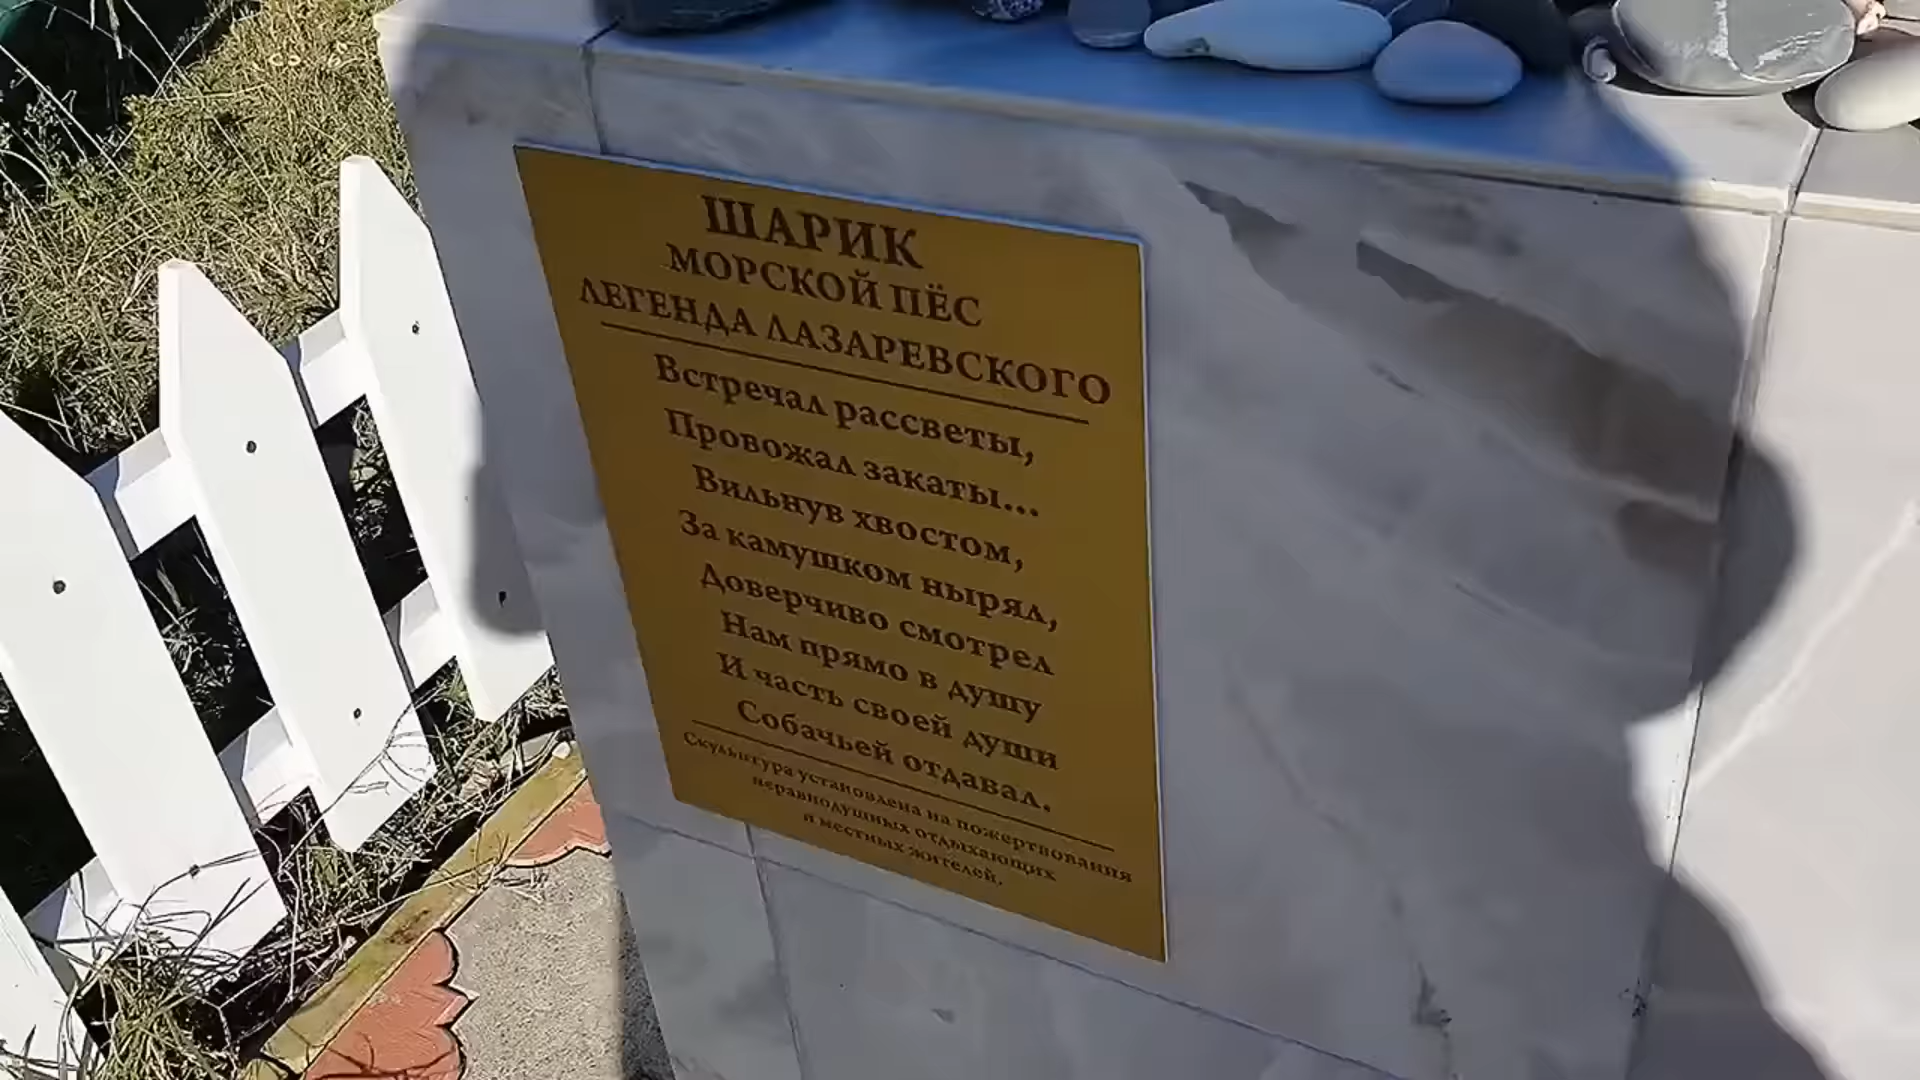 ШАРИК
МОРСКОЙ ПЁС
ЛЕГЕНДА ЛАЗАРЕВСКОГО
Встречал рассветы,
Провожал закаты...
Вильнув хвостом,
За камушком нырял,
Доверчиво смотрел
Нам прямо в душу
И часть своей души
Собачьей отдавал.
Скульптура установлена на пожертвования
неравнодушных отдыхающих
и местных жителей.